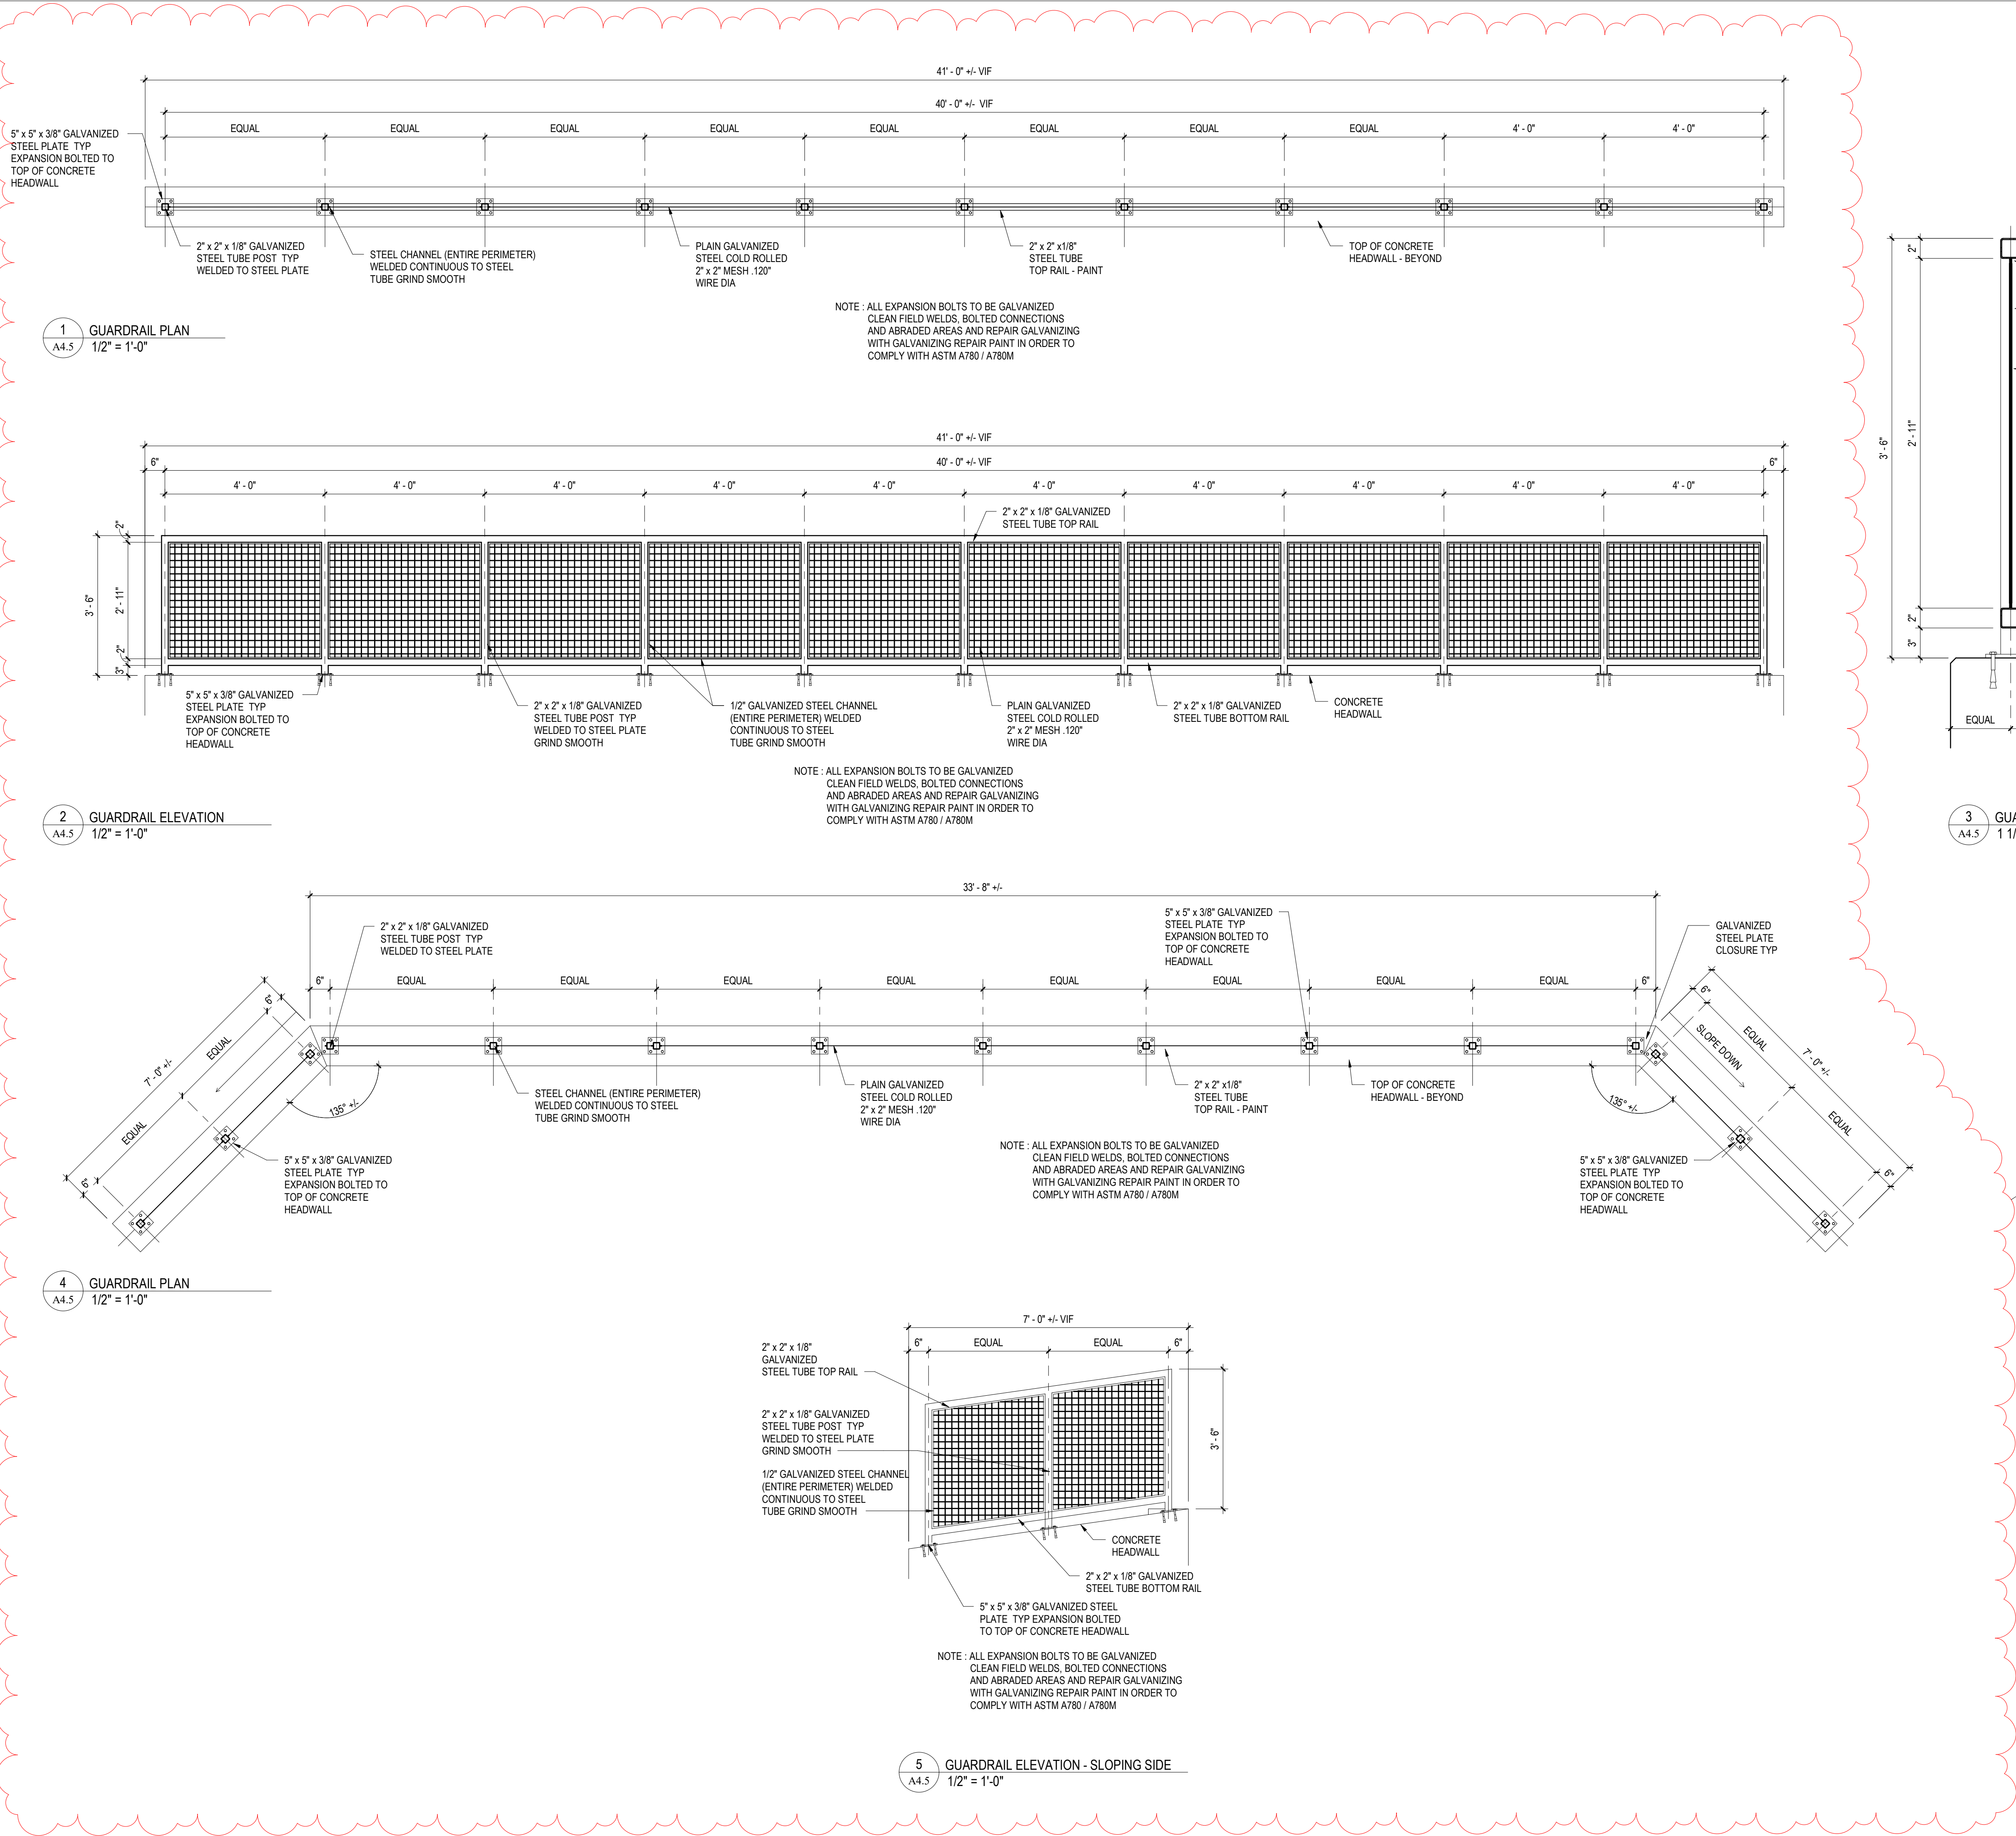 41' - 0" +/- VIF
40' - 0" +/- VIF
EQUAL EQUAL EQUAL EQUAL EQUAL EQUAL EQUAL EQUAL 4' - 0" 4' - 0"
5" x 5" x 3/8" GALVANIZED
STEEL PLATE TYP
EXPANSION BOLTED TO
TOP OF CONCRETE
HEADWALL
2" x 2" x 1/8" GALVANIZED
STEEL TUBE POST TYP
WELDED TO STEEL PLATE
STEEL CHANNEL (ENTIRE PERIMETER)
WELDED CONTINUOUS TO STEEL
TUBE GRIND SMOOTH
PLAIN GALVANIZED
STEEL COLD ROLLED
2" x 2" MESH .120"
WIRE DIA
2" x 2" x1/8"
STEEL TUBE
TOP RAIL - PAINT
TOP OF CONCRETE
HEADWALL - BEYOND
NOTE : ALL EXPANSION BOLTS TO BE GALVANIZED
CLEAN FIELD WELDS, BOLTED CONNECTIONS
AND ABRADED AREAS AND REPAIR GALVANIZING
WITH GALVANIZING REPAIR PAINT IN ORDER TO
COMPLY WITH ASTM A780 / A780M
1
A4.5
GUARDRAIL PLAN
1/2" = 1'-0"
41' - 0" +/- VIF
6" 40' - 0" +/- VIF 6"
4' - 0" 4' - 0" 4' - 0" 4' - 0" 4' - 0" 4' - 0" 4' - 0" 4' - 0" 4' - 0" 4' - 0"
2" x 2" x 1/8" GALVANIZED
STEEL TUBE TOP RAIL
2"
3' - 6"
2' - 11"
2"
3"
5" x 5" x 3/8" GALVANIZED
STEEL PLATE TYP
EXPANSION BOLTED TO
TOP OF CONCRETE
HEADWALL
2" x 2" x 1/8" GALVANIZED
STEEL TUBE POST TYP
WELDED TO STEEL PLATE
GRIND SMOOTH
1/2" GALVANIZED STEEL CHANNEL
(ENTIRE PERIMETER) WELDED
CONTINUOUS TO STEEL
TUBE GRIND SMOOTH
PLAIN GALVANIZED
STEEL COLD ROLLED
2" x 2" MESH .120"
WIRE DIA
2" x 2" x 1/8" GALVANIZED
STEEL TUBE BOTTOM RAIL
CONCRETE
HEADWALL
NOTE : ALL EXPANSION BOLTS TO BE GALVANIZED
CLEAN FIELD WELDS, BOLTED CONNECTIONS
AND ABRADED AREAS AND REPAIR GALVANIZING
WITH GALVANIZING REPAIR PAINT IN ORDER TO
COMPLY WITH ASTM A780 / A780M
2
A4.5
GUARDRAIL ELEVATION
1/2" = 1'-0"
2"
3' - 6"
2' - 11"
2"
3"
EQUAL
3
A4.5
33' - 8" +/-
2" x 2" x 1/8" GALVANIZED
STEEL TUBE POST TYP
WELDED TO STEEL PLATE
5" x 5" x 3/8" GALVANIZED
STEEL PLATE TYP
EXPANSION BOLTED TO
TOP OF CONCRETE
HEADWALL
GALVANIZED
STEEL PLATE
CLOSURE TYP
6" EQUAL EQUAL EQUAL EQUAL EQUAL EQUAL EQUAL EQUAL 6"
7' - 0" +/-
6"
EQUAL
EQUAL
6"
135° +/-
6"
EQUAL
SLOPE DOWN
7' - 0" +/-
EQUAL
6"
135° +/-
STEEL CHANNEL (ENTIRE PERIMETER)
WELDED CONTINUOUS TO STEEL
TUBE GRIND SMOOTH
PLAIN GALVANIZED
STEEL COLD ROLLED
2" x 2" MESH .120"
WIRE DIA
2" x 2" x1/8"
STEEL TUBE
TOP RAIL - PAINT
TOP OF CONCRETE
HEADWALL - BEYOND
5" x 5" x 3/8" GALVANIZED
STEEL PLATE TYP
EXPANSION BOLTED TO
TOP OF CONCRETE
HEADWALL
NOTE : ALL EXPANSION BOLTS TO BE GALVANIZED
CLEAN FIELD WELDS, BOLTED CONNECTIONS
AND ABRADED AREAS AND REPAIR GALVANIZING
WITH GALVANIZING REPAIR PAINT IN ORDER TO
COMPLY WITH ASTM A780 / A780M
5" x 5" x 3/8" GALVANIZED
STEEL PLATE TYP
EXPANSION BOLTED TO
TOP OF CONCRETE
HEADWALL
4
A4.5
GUARDRAIL PLAN
1/2" = 1'-0"
7' - 0" +/- VIF
6" EQUAL EQUAL 6"
2" x 2" x 1/8"
GALVANIZED
STEEL TUBE TOP RAIL
2" x 2" x 1/8" GALVANIZED
STEEL TUBE POST TYP
WELDED TO STEEL PLATE
GRIND SMOOTH
1/2" GALVANIZED STEEL CHANNEL
(ENTIRE PERIMETER) WELDED
CONTINUOUS TO STEEL
TUBE GRIND SMOOTH
3' - 6"
CONCRETE
HEADWALL
2" x 2" x 1/8" GALVANIZED
STEEL TUBE BOTTOM RAIL
5" x 5" x 3/8" GALVANIZED STEEL
PLATE TYP EXPANSION BOLTED
TO TOP OF CONCRETE HEADWALL
NOTE : ALL EXPANSION BOLTS TO BE GALVANIZED
CLEAN FIELD WELDS, BOLTED CONNECTIONS
AND ABRADED AREAS AND REPAIR GALVANIZING
WITH GALVANIZING REPAIR PAINT IN ORDER TO
COMPLY WITH ASTM A780 / A780M
5
A4.5
GUARDRAIL ELEVATION - SLOPING SIDE
1/2" = 1'-0"